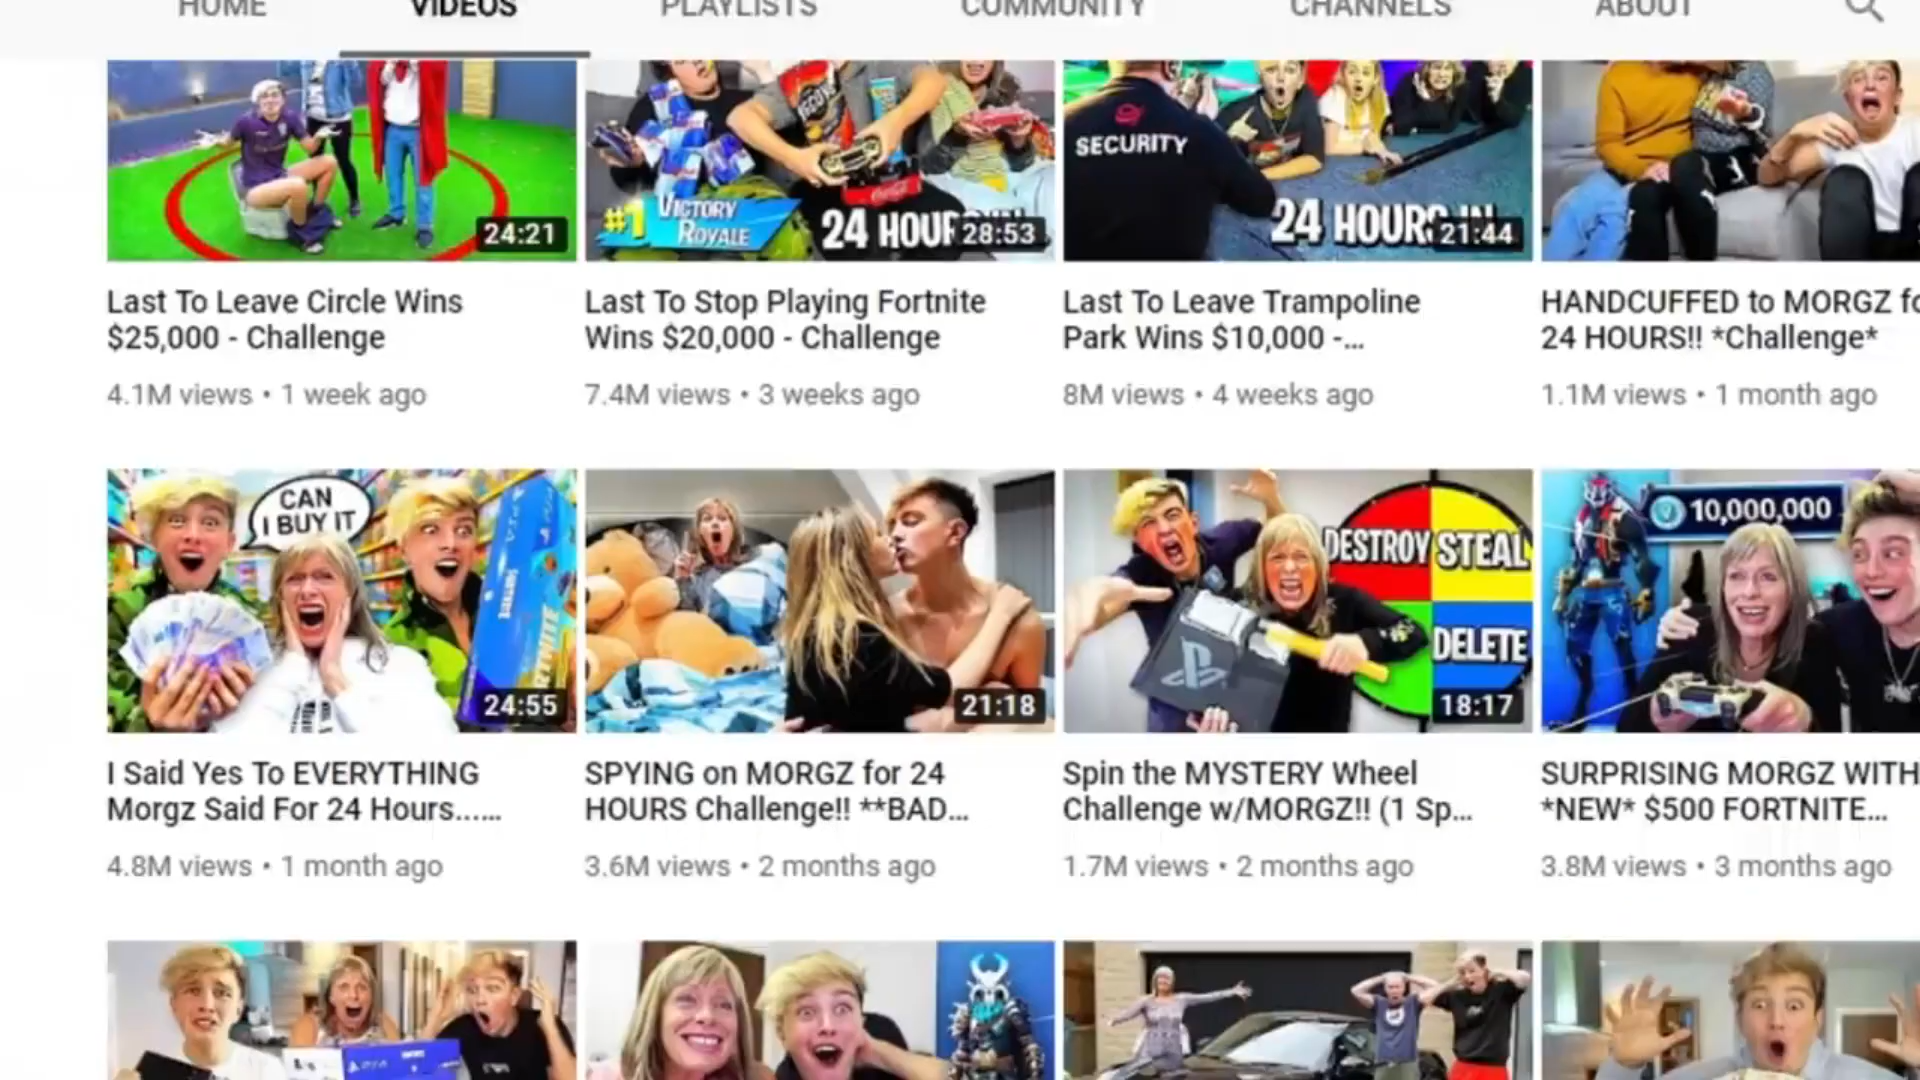 HOME VIDEOS PLAYLISTS COMMUNITY CHANNELS ABOUT
24:21
#1 VICTORY ROYALE
24 HOUR
28:53
SECURITY
24 HOURS IN
21:44
Last To Leave Circle Wins
$25,000 - Challenge
4.1M views • 1 week ago
Last To Stop Playing Fortnite
Wins $20,000 - Challenge
7.4M views • 3 weeks ago
Last To Leave Trampoline
Park Wins $10,000 -...
8M views • 4 weeks ago
HANDCUFFED to MORGZ fo
24 HOURS!! *Challenge*
1.1M views • 1 month ago
CAN
I BUY IT
24:55
21:18
DESTROY STEAL
DELETE
18:17
10,000,000
I Said Yes To EVERYTHING
Morgz Said For 24 Hours......
4.8M views • 1 month ago
SPYING on MORGZ for 24
HOURS Challenge!! **BAD...
3.6M views • 2 months ago
Spin the MYSTERY Wheel
Challenge w/MORGZ!! (1 Sp...
1.7M views • 2 months ago
SURPRISING MORGZ WITH
*NEW* $500 FORTNITE...
3.8M views • 3 months ago